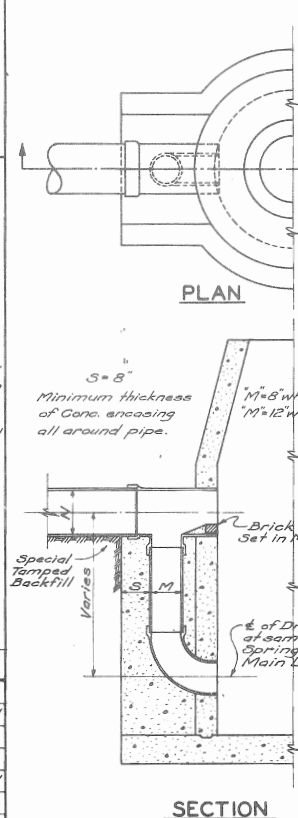 PLAN
S = 8"
Minimum thickness
of Conc. encasing
all around pipe.
"M"=8" wh
"M"=12" w
N
Brick
Set in M
Special
Tamped
Backfill
Varies
S
M
℄ of Dr
at sam
Spring
Main L
SECTION